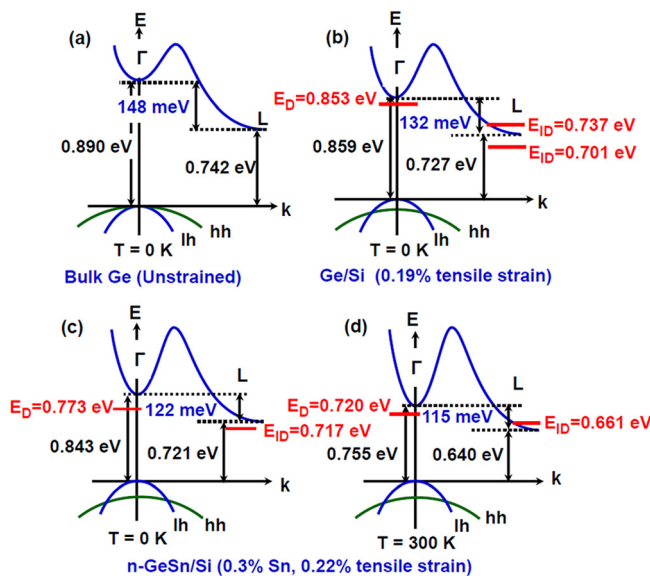 (a)
E
Γ
148 meV
L
0.890 eV
0.742 eV
k
lh
hh
T = 0 K
Bulk Ge (Unstrained)
(b)
E
Γ
E_D=0.853 eV
L
E_ID=0.737 eV
132 meV
E_ID=0.701 eV
0.859 eV
0.727 eV
k
lh
hh
T = 0 K
Ge/Si (0.19% tensile strain)
(c)
E
Γ
L
E_D=0.773 eV
122 meV
E_ID=0.717 eV
0.843 eV
0.721 eV
k
lh
hh
T = 0 K
(d)
E
Γ
L
E_D=0.720 eV
115 meV
E_ID=0.661 eV
0.755 eV
0.640 eV
k
lh
hh
T = 300 K
n-GeSn/Si (0.3% Sn, 0.22% tensile strain)